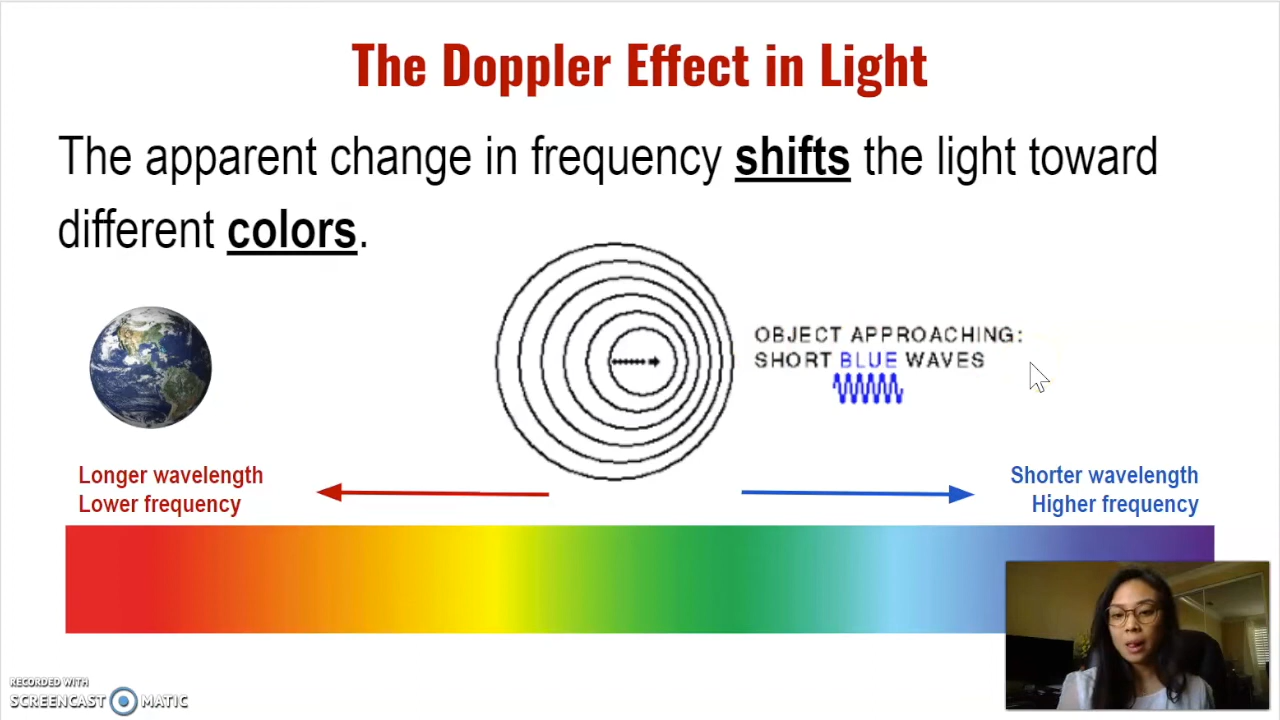 The Doppler Effect in Light
The apparent change in frequency shifts the light toward
different colors.
OBJECT APPROACHING:
SHORT BLUE WAVES
Longer wavelength
Lower frequency
Shorter wavelength
Higher frequency
RECORDED WITH
SCREENCAST MATIC